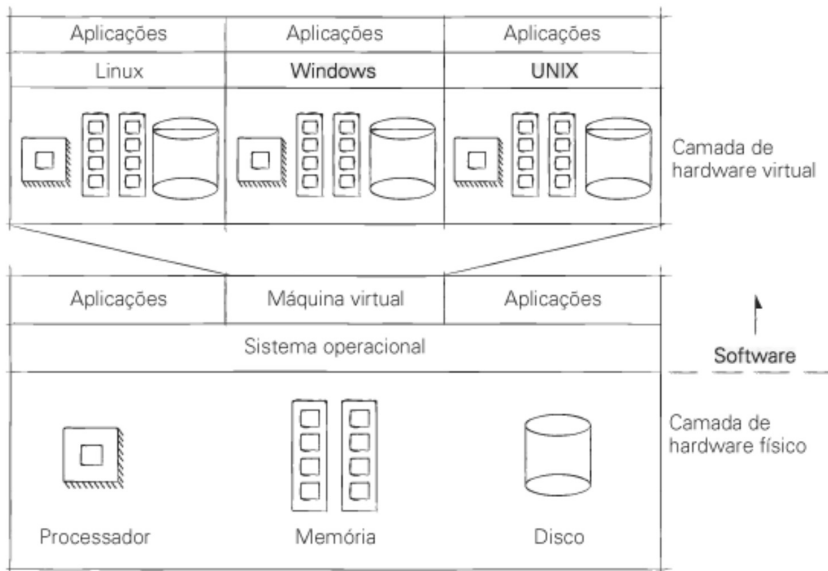 Aplicações Aplicações Aplicações
Linux Windows UNIX
Camada de
hardware virtual
Aplicações Máquina virtual Aplicações
Sistema operacional
Software
Camada de
hardware físico
Processador Memória Disco